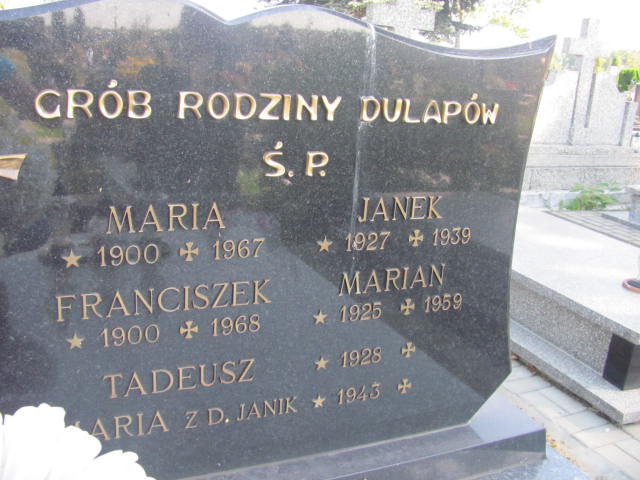 GRÓB RODZINY DULAPÓW
Ś.P.
MARIA
★ 1900 ✠ 1967
JANEK
★ 1927 ✠ 1939
FRANCISZEK
★ 1900 ✠ 1968
MARIAN
★ 1925 ✠ 1959
TADEUSZ ★ 1928 ✠
MARIA Z D. JANIK ★ 1943 ✠